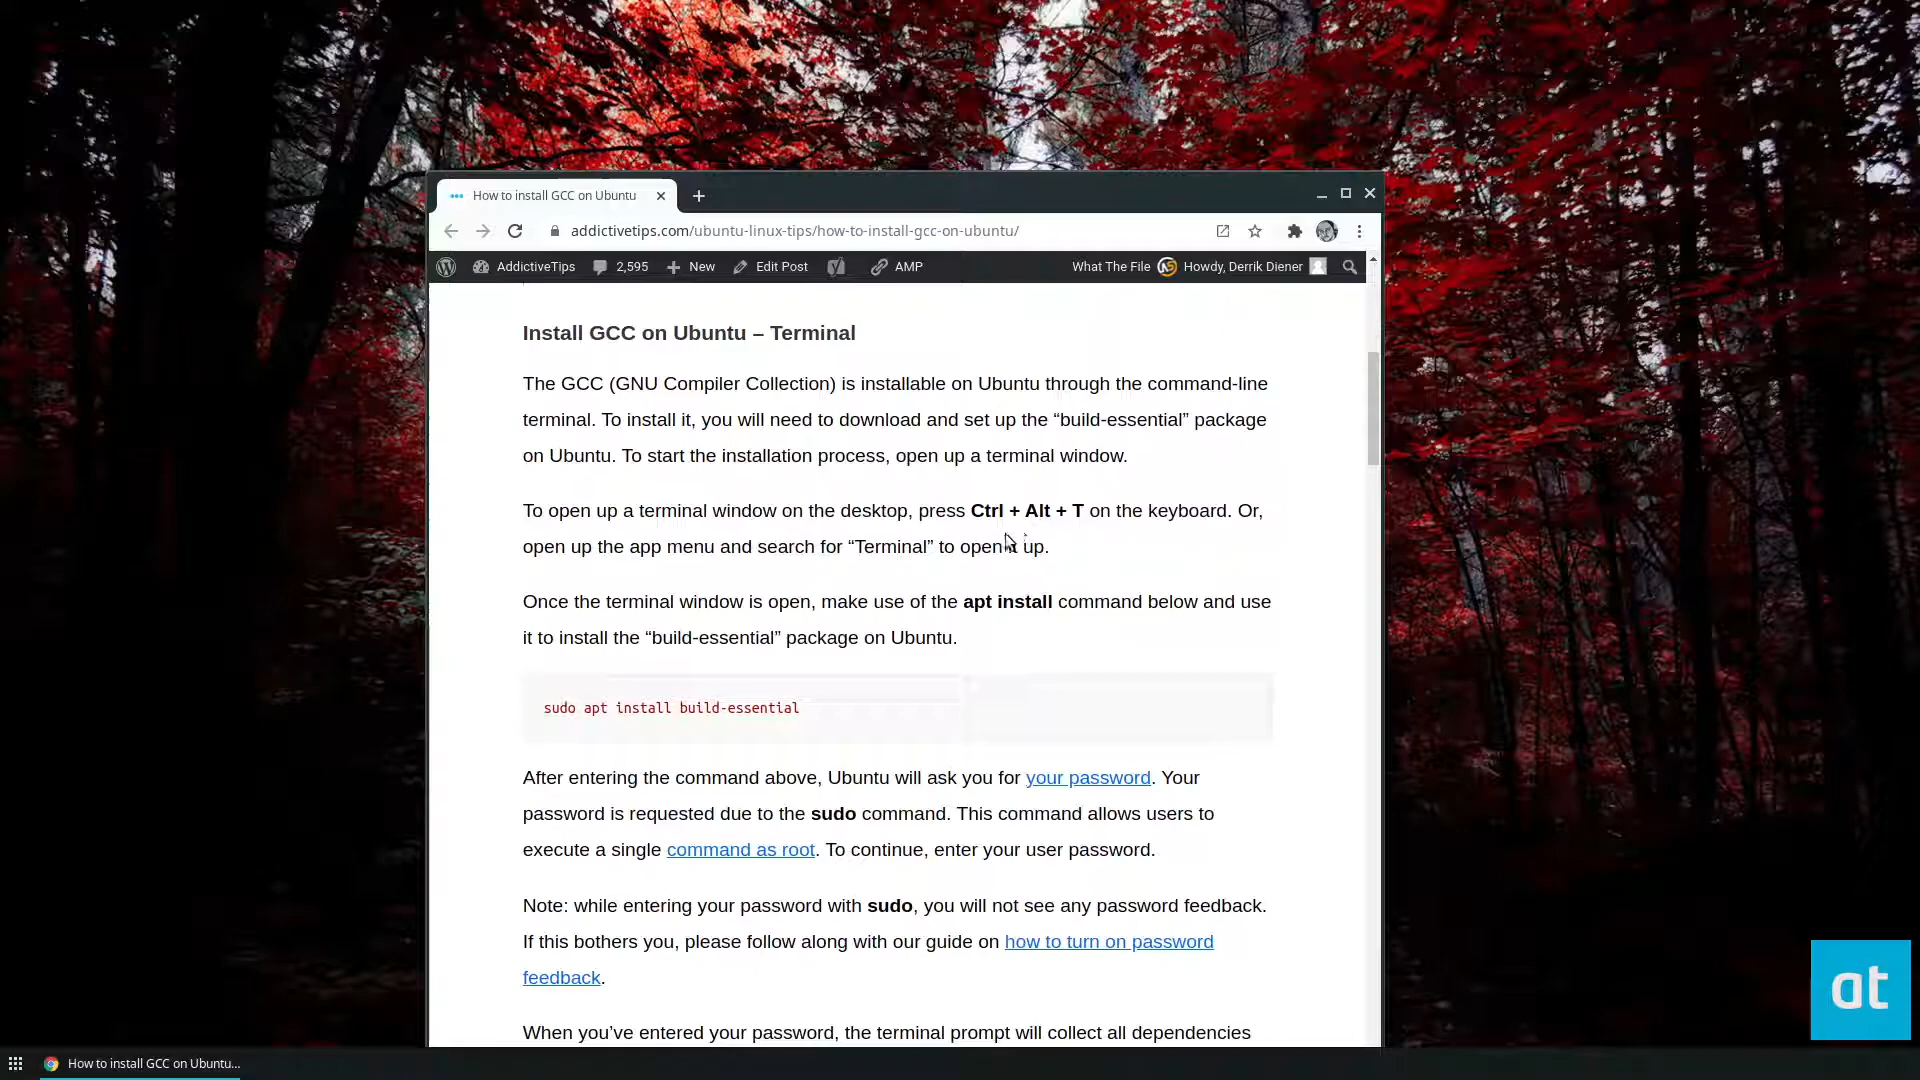 How to install GCC on Ubuntu
addictivetips.com/ubuntu-linux-tips/how-to-install-gcc-on-ubuntu/
AddictiveTips 2,595 New Edit Post AMP What The File Howdy, Derrik Diener
Install GCC on Ubuntu – Terminal
The GCC (GNU Compiler Collection) is installable on Ubuntu through the command-line
terminal. To install it, you will need to download and set up the “build-essential” package
on Ubuntu. To start the installation process, open up a terminal window.
To open up a terminal window on the desktop, press Ctrl + Alt + T on the keyboard. Or,
open up the app menu and search for “Terminal” to open it up.
Once the terminal window is open, make use of the apt install command below and use
it to install the “build-essential” package on Ubuntu.
sudo apt install build-essential
After entering the command above, Ubuntu will ask you for your password. Your
password is requested due to the sudo command. This command allows users to
execute a single command as root. To continue, enter your user password.
Note: while entering your password with sudo, you will not see any password feedback.
If this bothers you, please follow along with our guide on how to turn on password
feedback.
When you’ve entered your password, the terminal prompt will collect all dependencies
at
How to install GCC on Ubuntu...